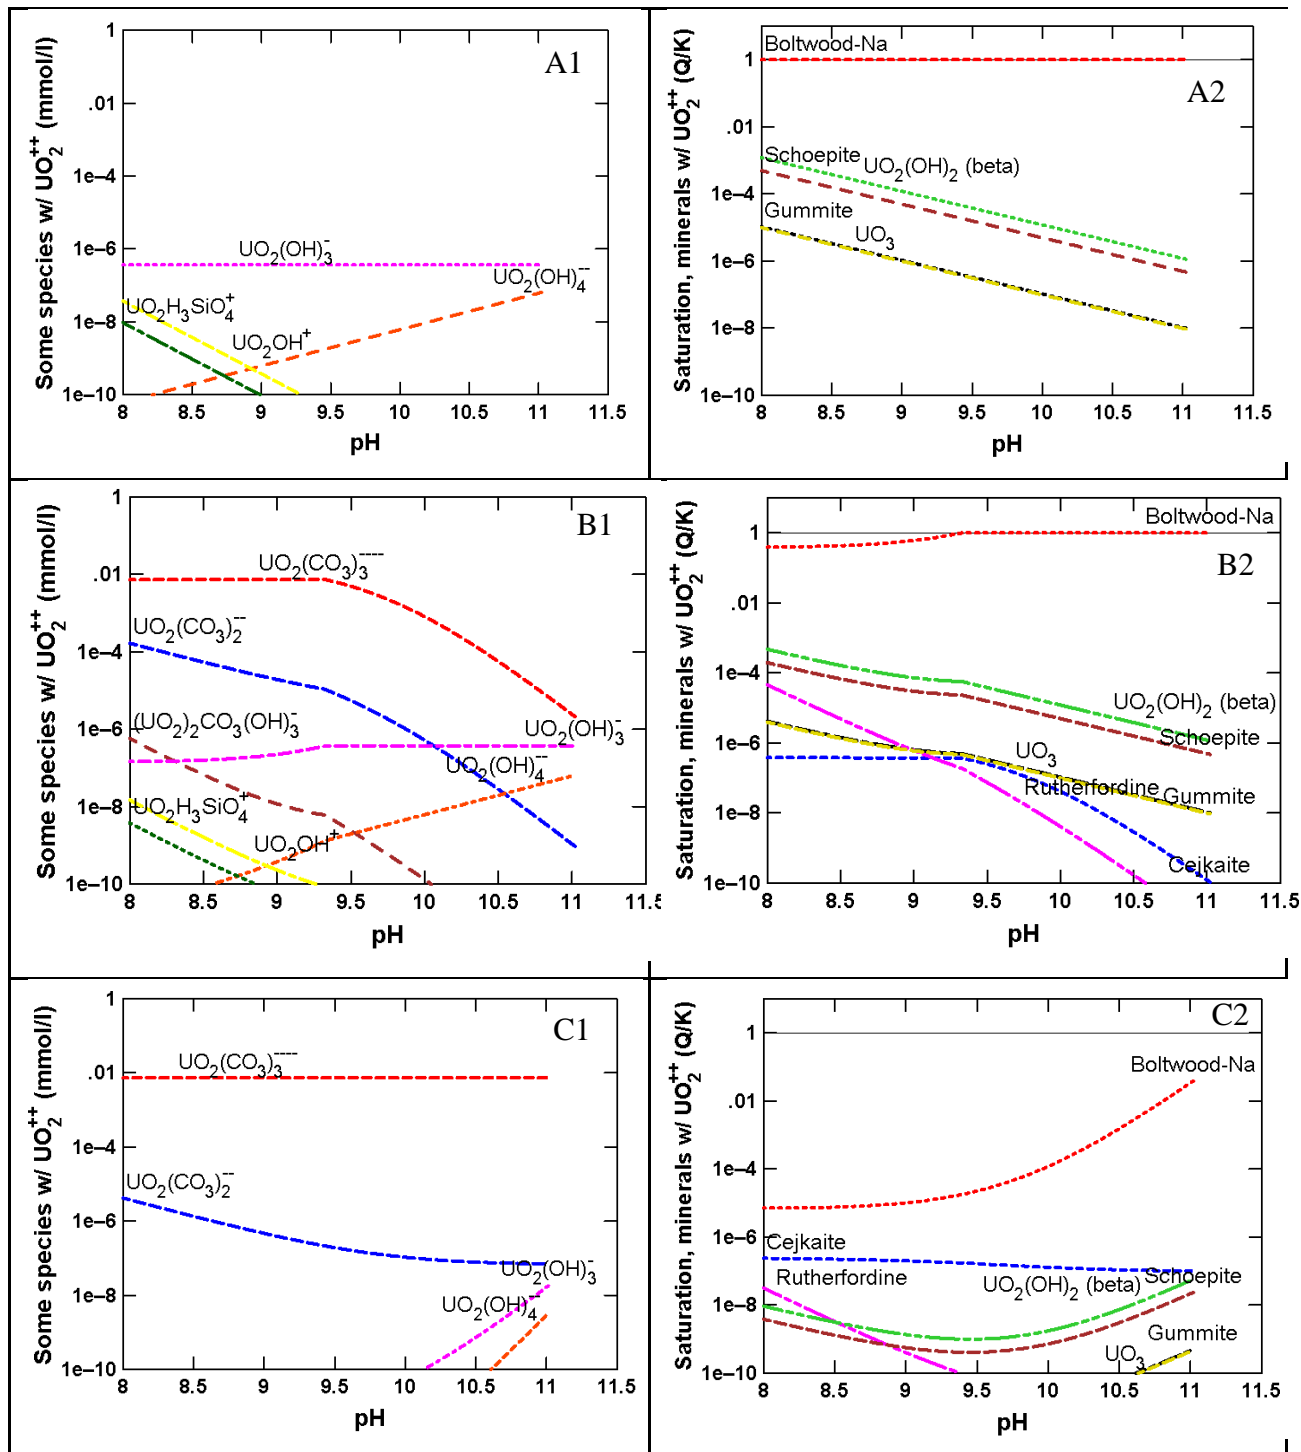 A1
Some species w/ UO₂⁺⁺ (mmol/l)
1
.01
1e–4
1e–6
1e–8
1e–10
UO₂(OH)₃⁻
UO₂(OH)₄⁻⁻
UO₂H₃SiO₄⁺
UO₂OH⁺
8 8.5 9 9.5 10 10.5 11 11.5
pH
A2
Saturation, minerals w/ UO₂⁺⁺ (Q/K)
1
.01
1e–4
1e–6
1e–8
1e–10
Boltwood-Na
Schoepite
UO₂(OH)₂ (beta)
Gummite
UO₃
8 8.5 9 9.5 10 10.5 11 11.5
pH
B1
Some species w/ UO₂⁺⁺ (mmol/l)
1
.01
1e–4
1e–6
1e–8
1e–10
UO₂(CO₃)₃⁻⁻⁻⁻
UO₂(CO₃)₂⁻⁻
(UO₂)₂CO₃(OH)₃⁻
UO₂(OH)₃⁻
UO₂(OH)₄⁻⁻
UO₂H₃SiO₄⁺
UO₂OH⁺
8 8.5 9 9.5 10 10.5 11 11.5
pH
B2
Saturation, minerals w/ UO₂⁺⁺ (Q/K)
1
.01
1e–4
1e–6
1e–8
1e–10
Boltwood-Na
UO₂(OH)₂ (beta)
Schoepite
UO₃
Rutherfordine
Gummite
Cejkaite
8 8.5 9 9.5 10 10.5 11 11.5
pH
C1
Some species w/ UO₂⁺⁺ (mmol/l)
1
.01
1e–4
1e–6
1e–8
1e–10
UO₂(CO₃)₃⁻⁻⁻⁻
UO₂(CO₃)₂⁻⁻
UO₂(OH)₃⁻
UO₂(OH)₄⁻⁻
8 8.5 9 9.5 10 10.5 11 11.5
pH
C2
Saturation, minerals w/ UO₂⁺⁺ (Q/K)
1
.01
1e–4
1e–6
1e–8
1e–10
Boltwood-Na
Cejkaite
Rutherfordine
UO₂(OH)₂ (beta)
Schoepite
Gummite
UO₃
8 8.5 9 9.5 10 10.5 11 11.5
pH